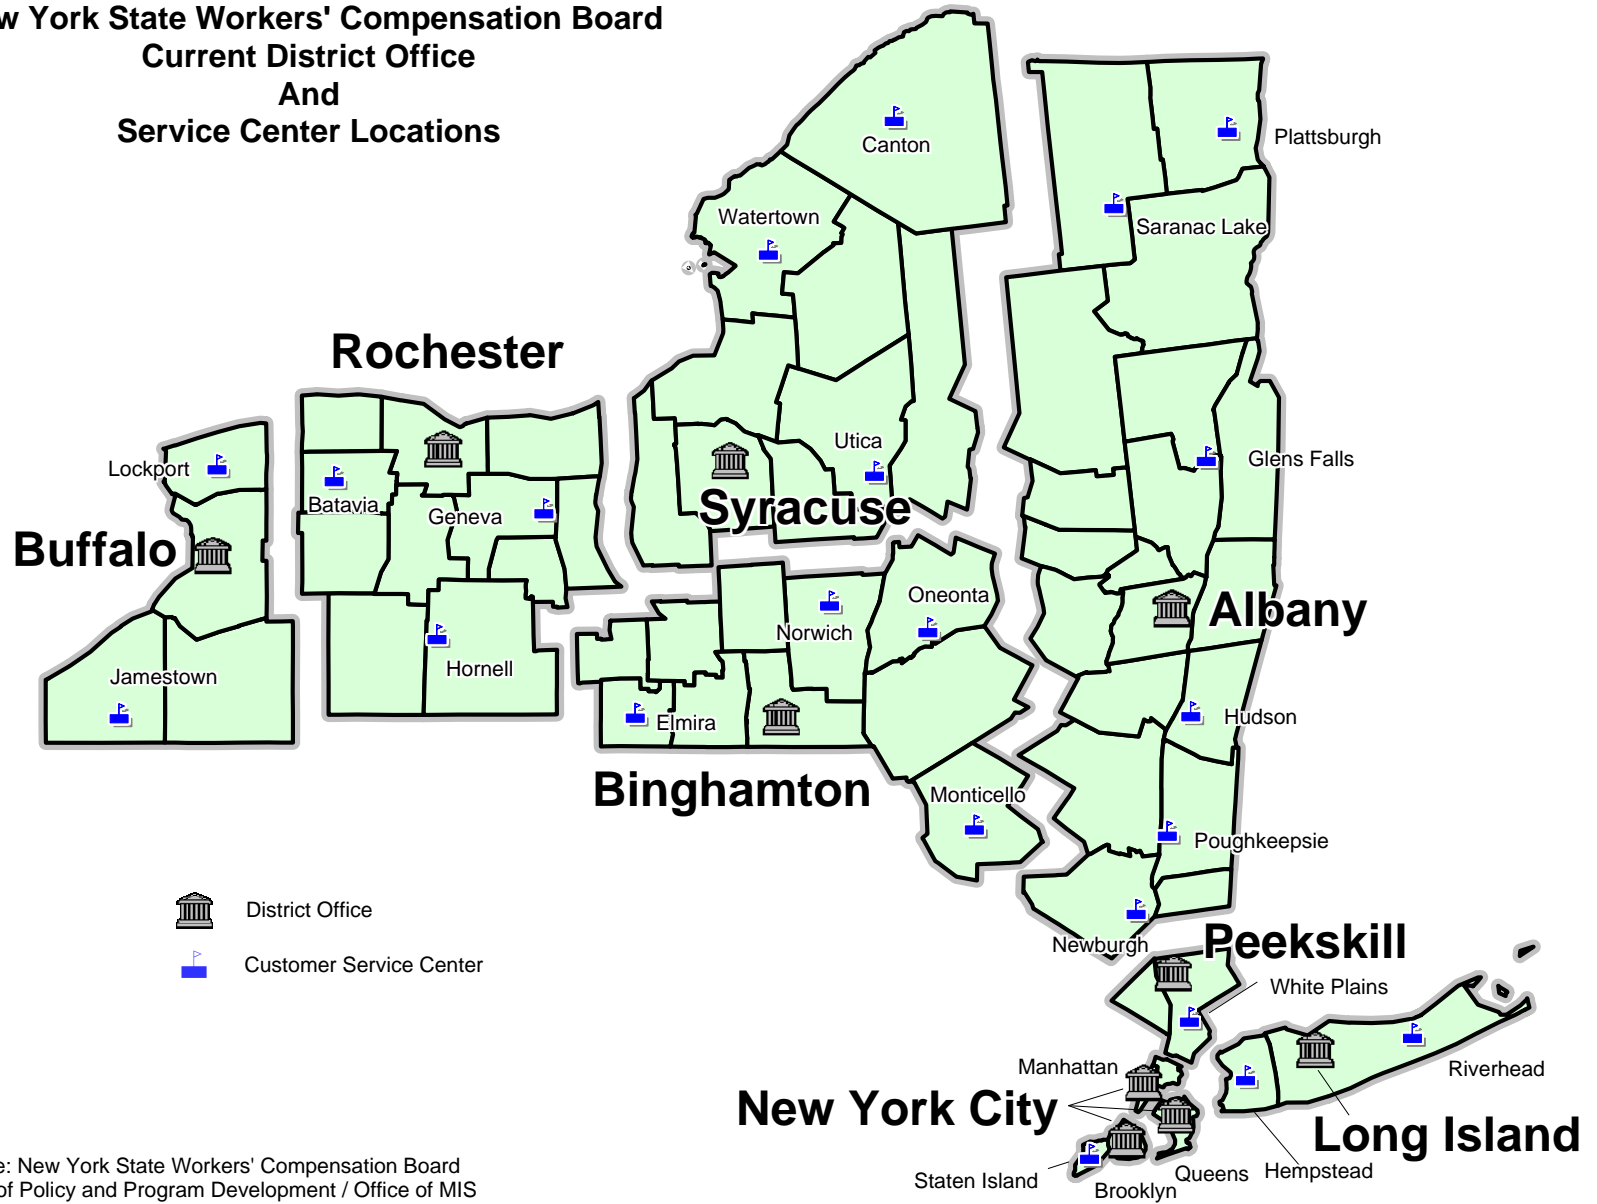 w York State Workers' Compensation Board
Current District Office
And
Service Center Locations
Canton
Plattsburgh
Watertown
Saranac Lake
Rochester
Utica
Glens Falls
Lockport
Batavia
Geneva
Syracuse
Buffalo
Oneonta
Albany
Norwich
Hornell
Jamestown
Elmira
Hudson
Binghamton
Monticello
Poughkeepsie
District Office
Newburgh
Peekskill
Customer Service Center
White Plains
Manhattan
Riverhead
New York City
Long Island
Staten Island
Queens
Hempstead
Brooklyn
e: New York State Workers' Compensation Board
of Policy and Program Development / Office of MIS